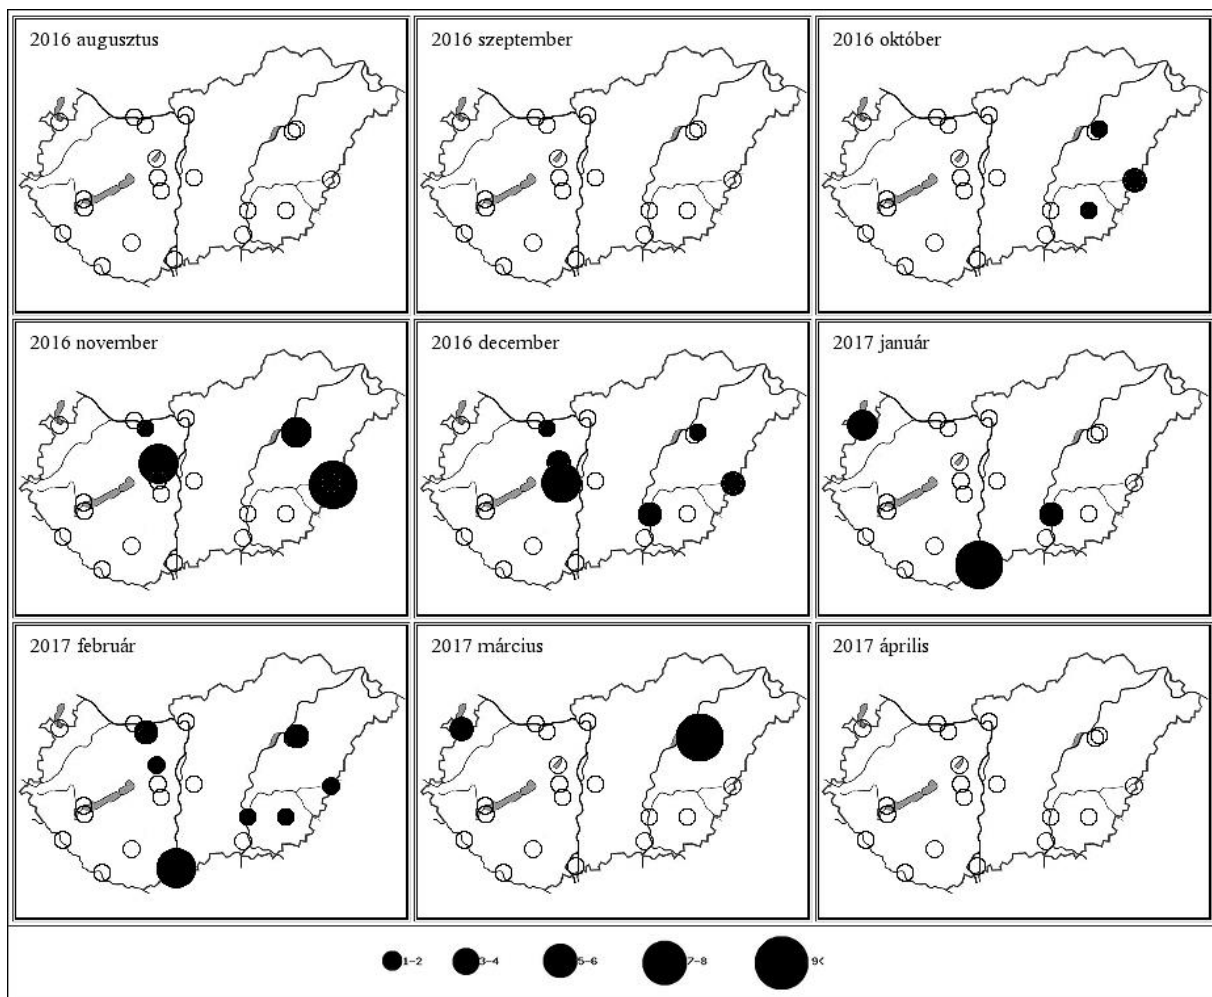 2016 augusztus
2016 szeptember
2016 október
2016 november
2016 december
2017 január
2017 február
2017 március
2017 április
1-2
3-4
5-6
7-8
9<